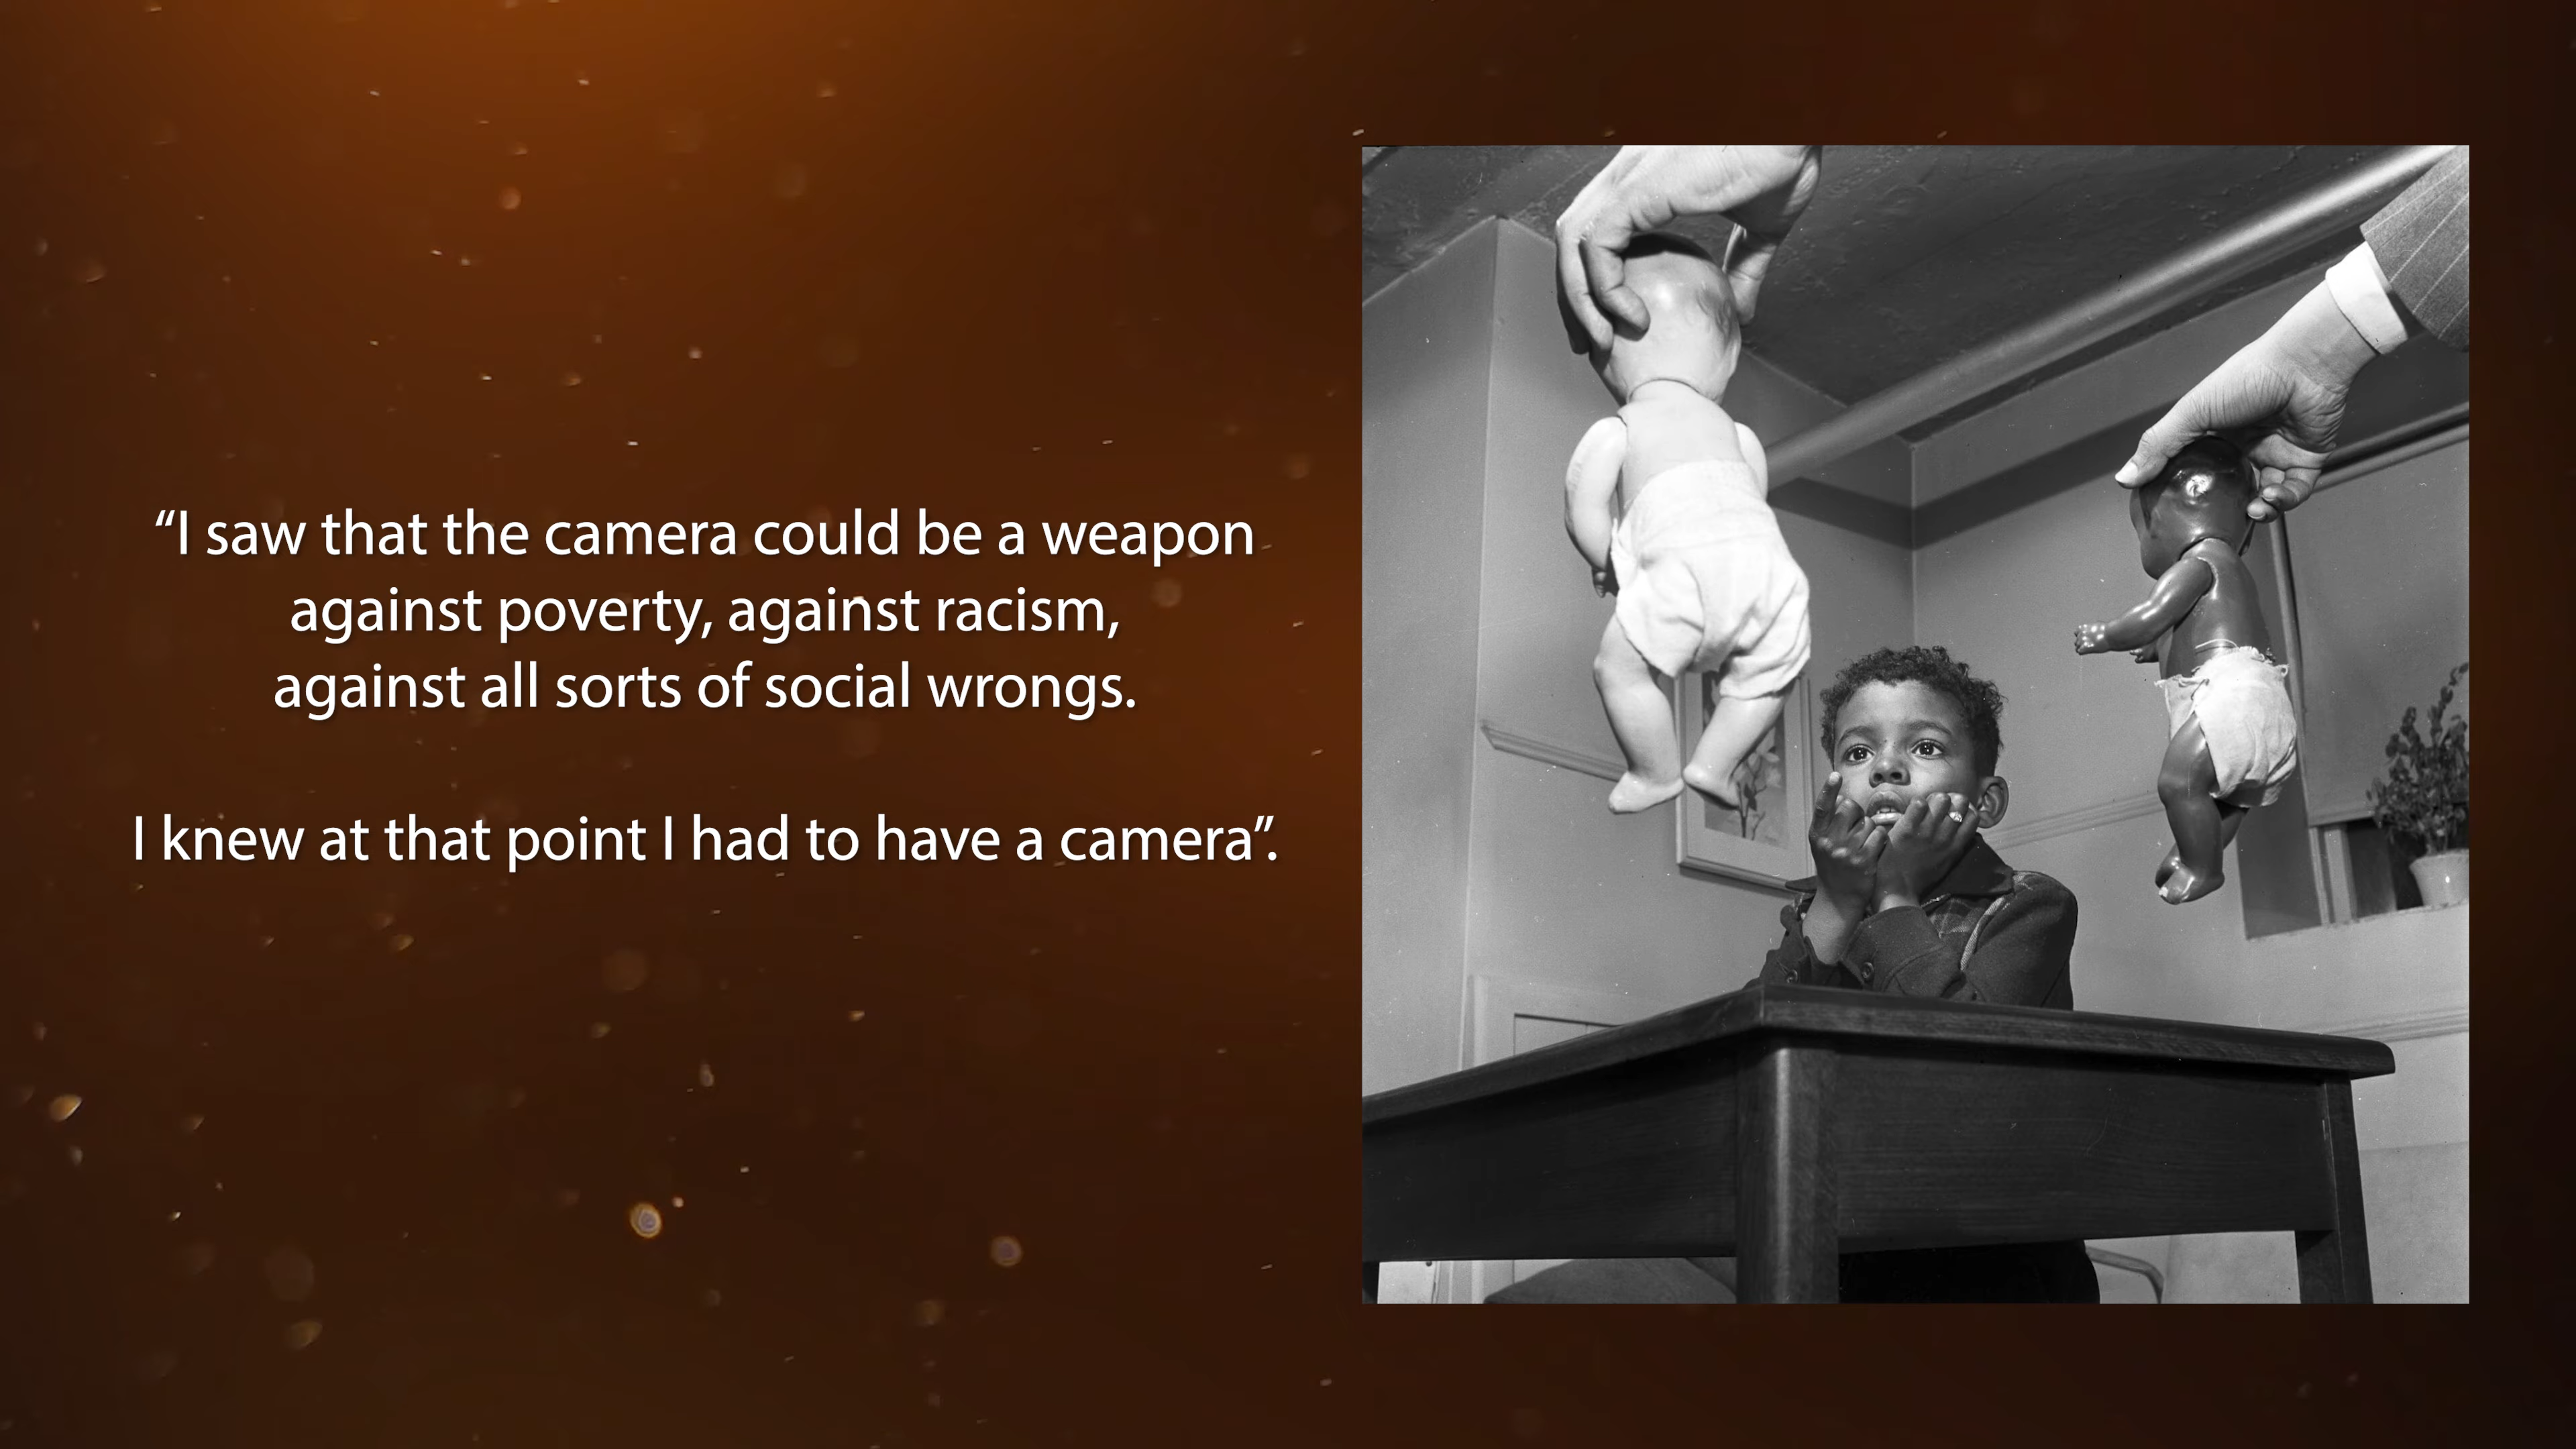 “I saw that the camera could be a weapon
against poverty, against racism,
against all sorts of social wrongs.
I knew at that point I had to have a camera”.